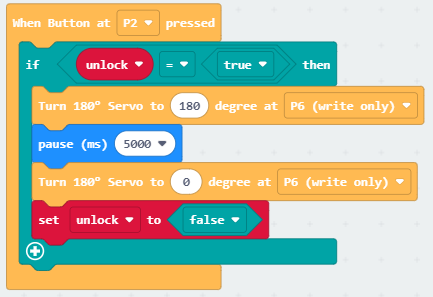 When Button at P2 pressed
if unlock = true then
Turn 180° Servo to 180 degree at P6 (write only)
pause (ms) 5000
Turn 180° Servo to 0 degree at P6 (write only)
set unlock to false